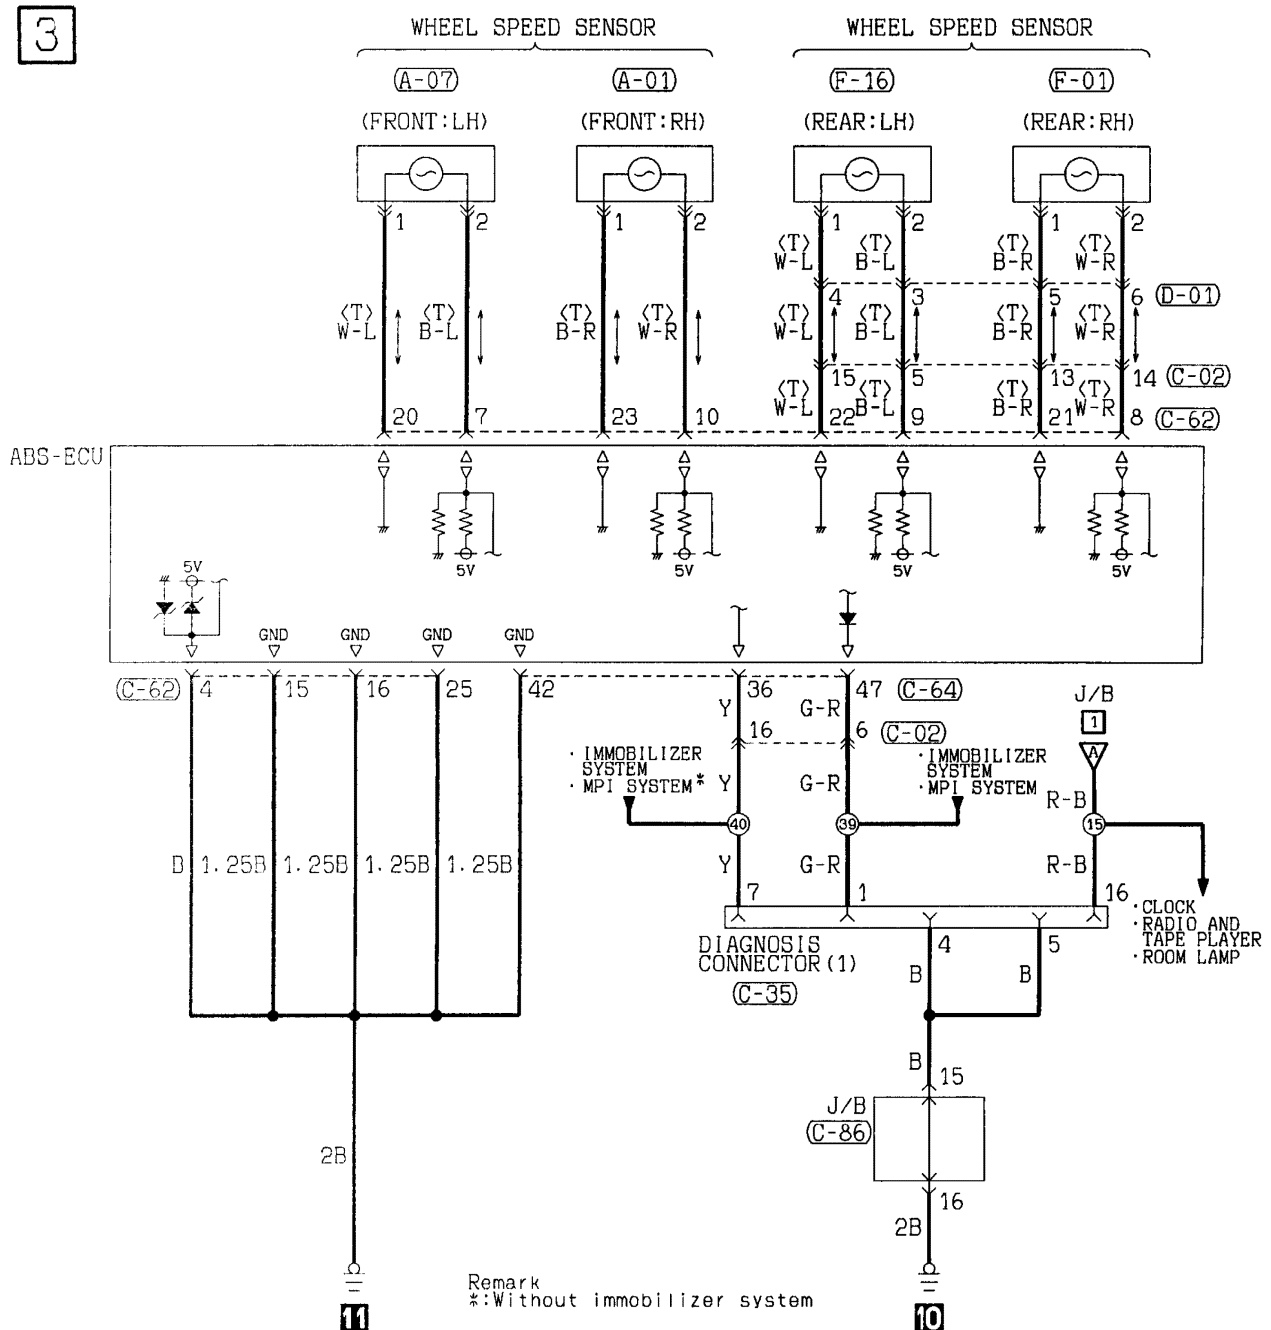 3
WHEEL SPEED SENSOR WHEEL SPEED SENSOR
A-07 A-01 F-16 F-01
(FRONT:LH) (FRONT:RH) (REAR:LH) (REAR:RH)
1 2 1 2 1 2 1 2
<T> <T> <T> <T>
W-L B-L B-R W-R
4 3 5 6 D-01
<T> <T> <T> <T> <T> <T> <T> <T>
W-L B-L B-R W-R W-L B-L B-R W-R
15 5 13 14 C-02
<T> <T> <T> <T>
W-L B-L B-R W-R
20 7 23 10 22 9 21 8 C-62
ABS-ECU
5V 5V 5V 5V
5V
GND GND GND GND
C-62 4 15 16 25 42 36 47 C-64
J/B
Y G-R
1
16 6 C-02
A
· IMMOBILIZER
SYSTEM
· MPI SYSTEM*
· IMMOBILIZER
SYSTEM
· MPI SYSTEM
Y G-R R-B
40 39 15
B 1.25B 1.25B 1.25B 1.25B Y G-R R-B
7 1 16
· CLOCK
· RADIO AND
TAPE PLAYER
· ROOM LAMP
DIAGNOSIS
CONNECTOR(1)
C-35
4 5
B B
B 15
J/B
C-86
2B
16
2B
Remark
*:Without immobilizer system
11 10